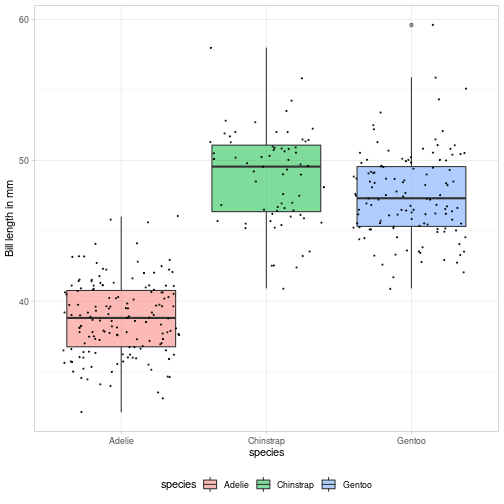 Bill length in mm
60
50
40
Adelie Chinstrap Gentoo
species
species Adelie Chinstrap Gentoo